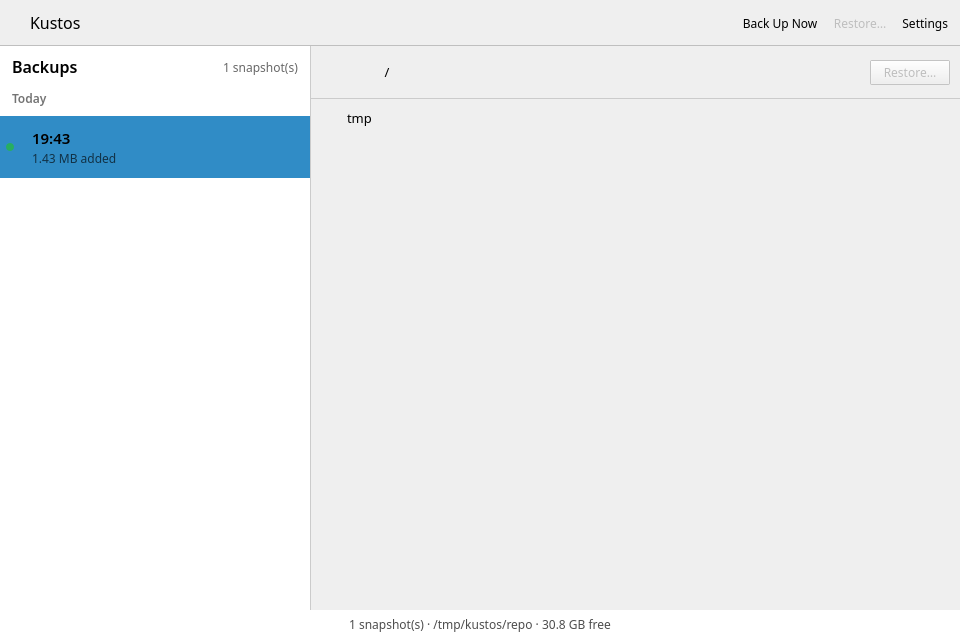 Kustos
Back Up Now
Restore...
Settings
Backups
1 snapshot(s)
Today
19:43
1.43 MB added
/
Restore...
tmp
1 snapshot(s) · /tmp/kustos/repo · 30.8 GB free